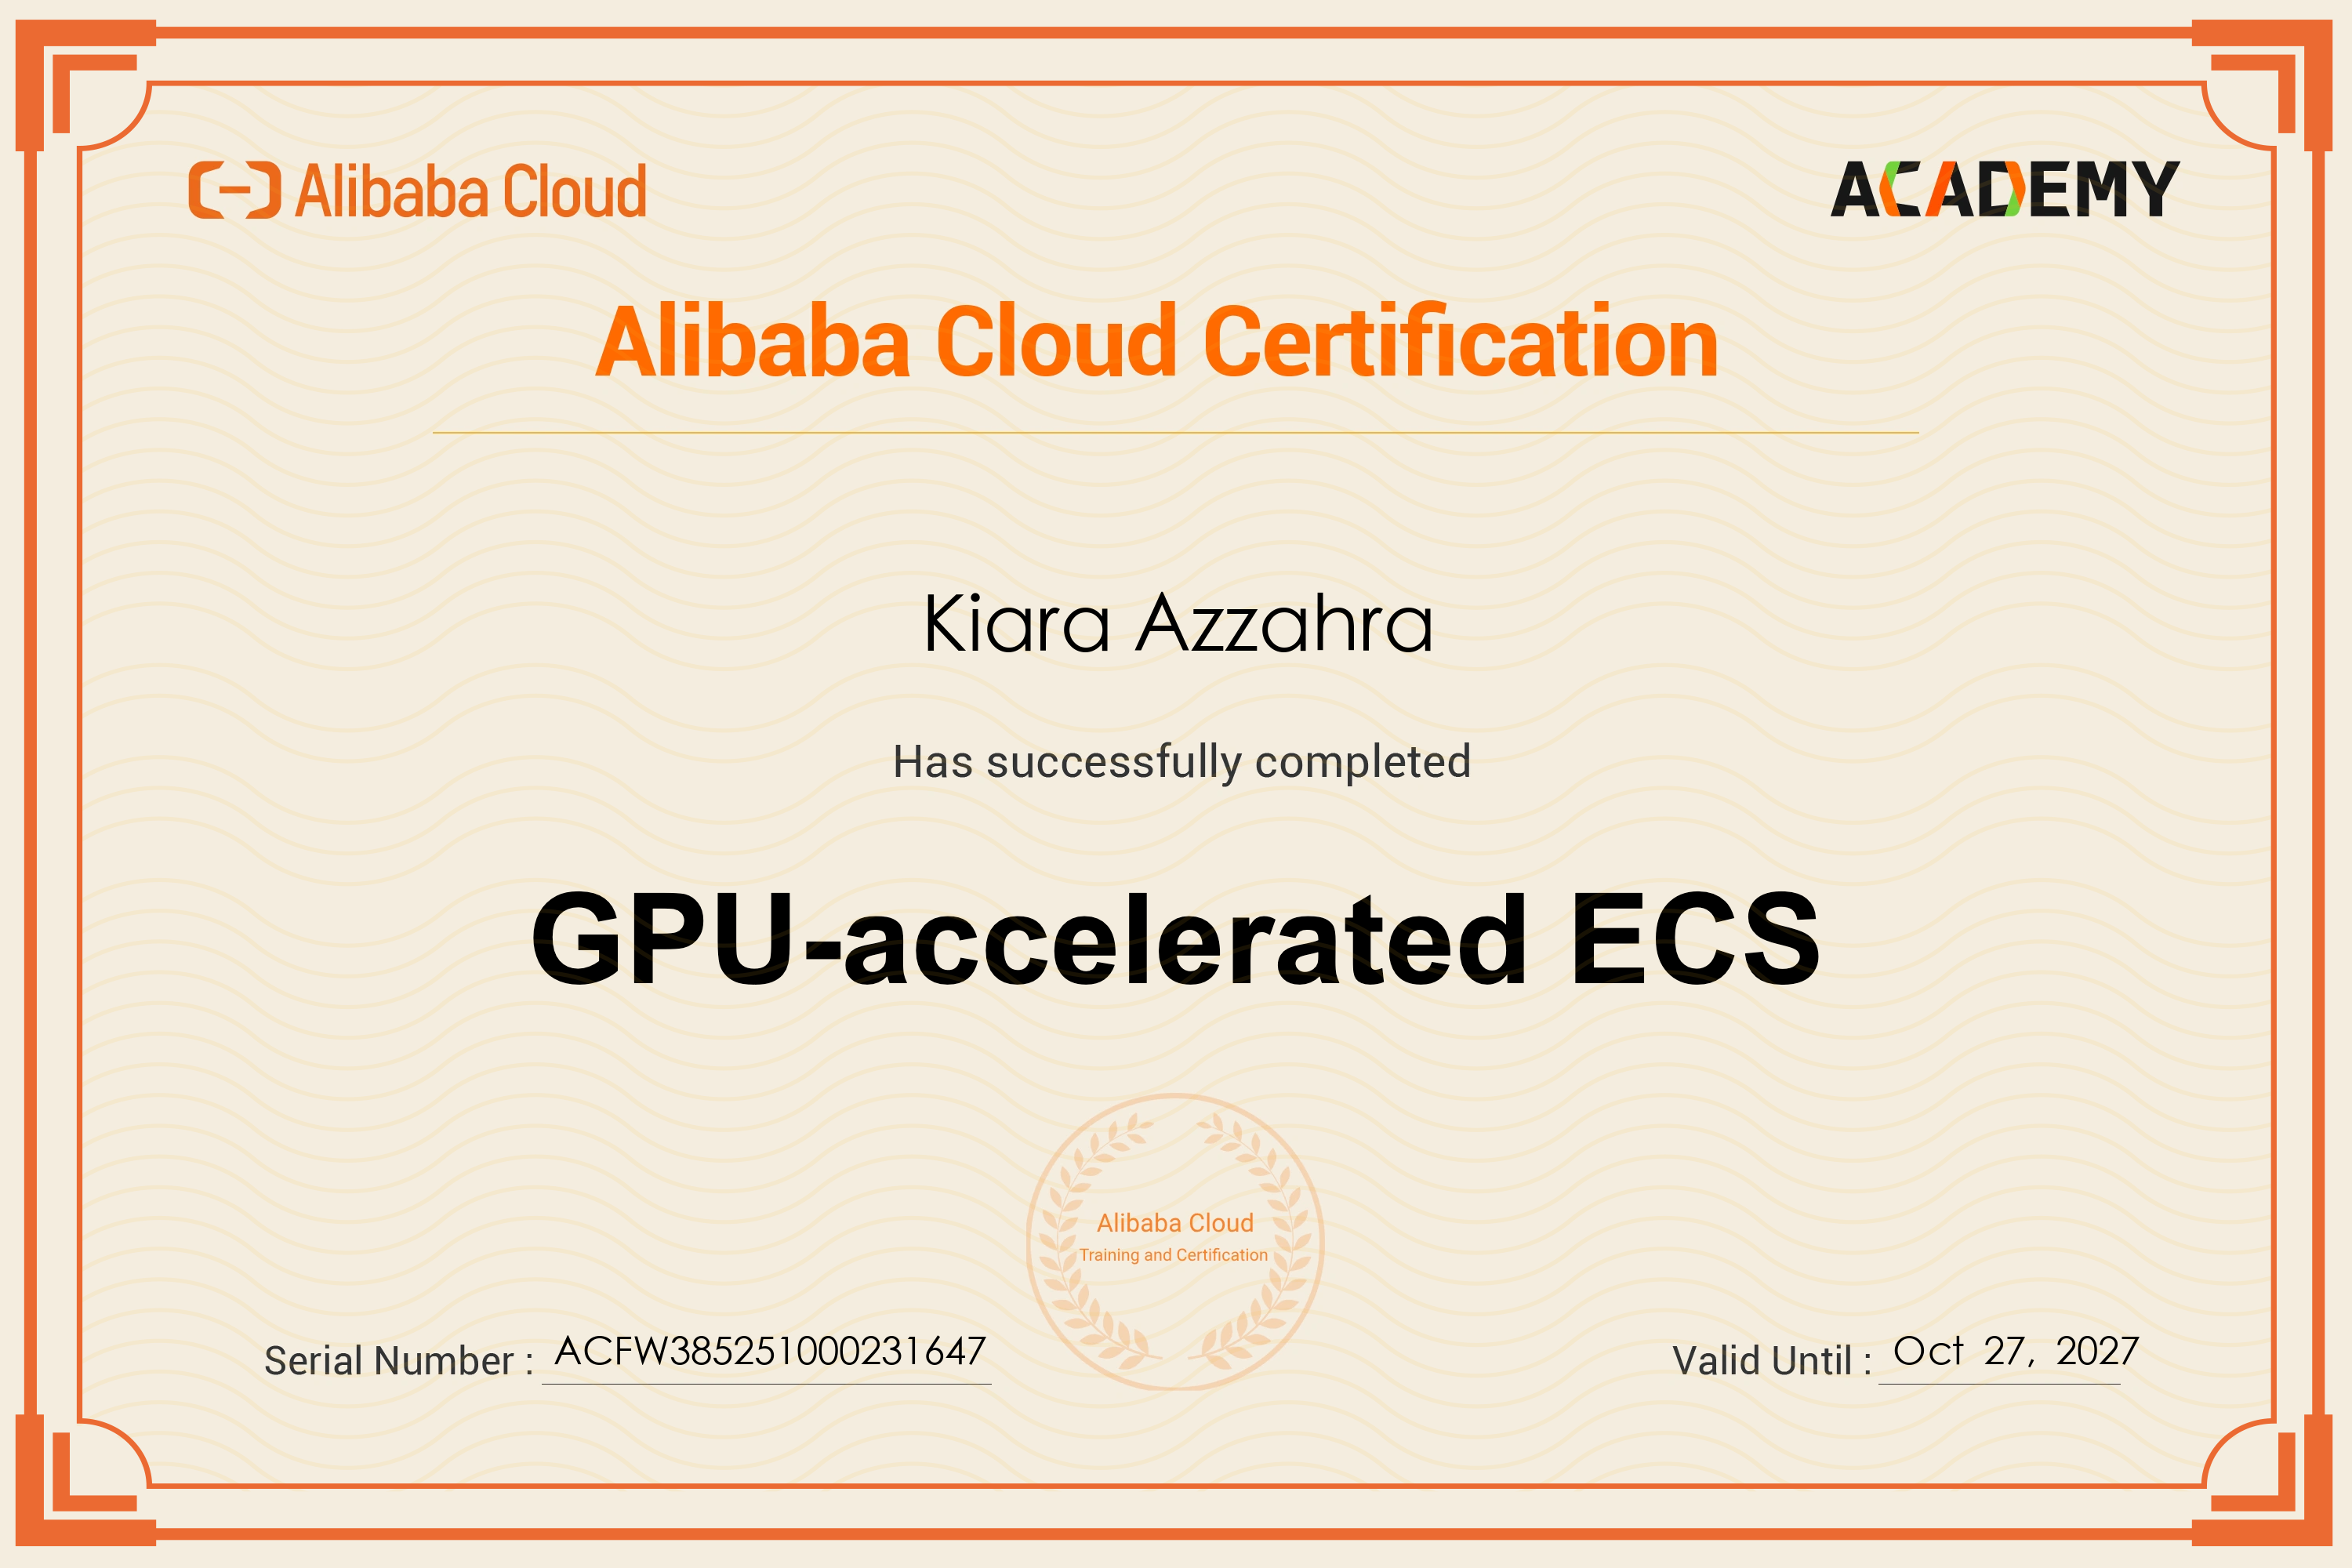 Alibaba Cloud
ACADEMY
Alibaba Cloud Certification
Kiara Azzahra
Has successfully completed
GPU-accelerated ECS
Alibaba Cloud
Training and Certification
Serial Number : ACFW385251000231647
Valid Until : Oct 27, 2027